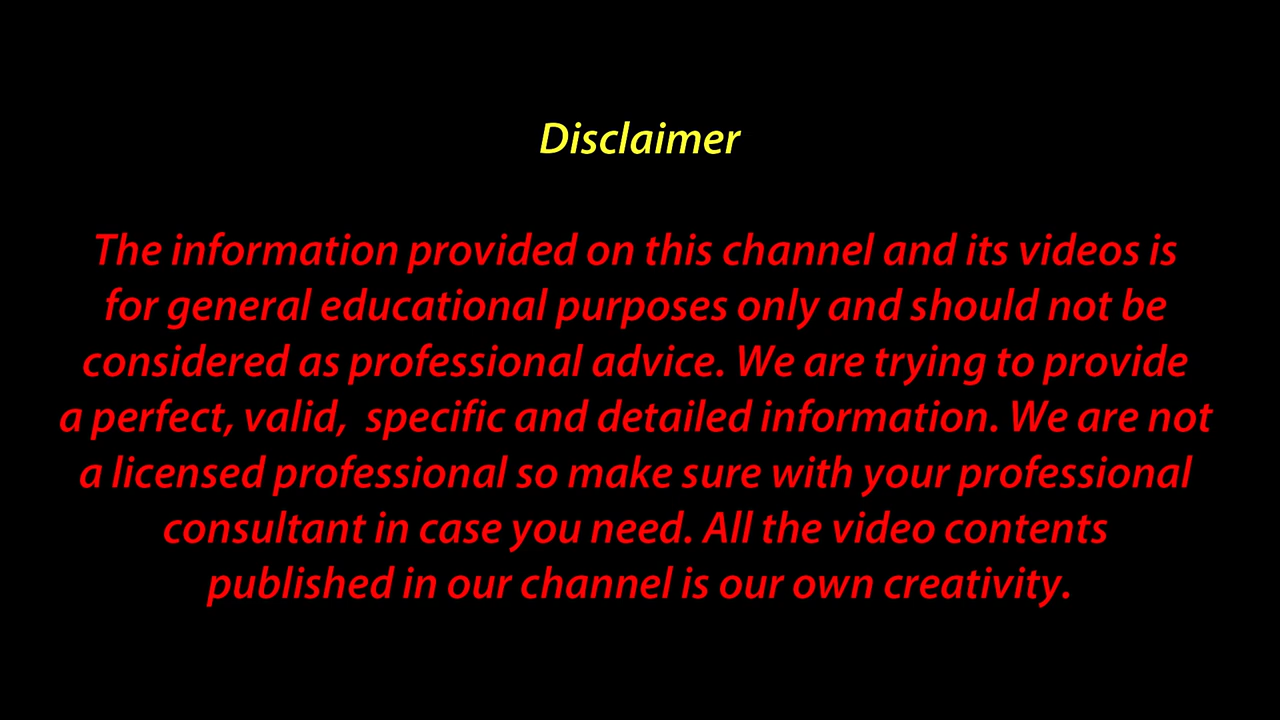 Disclaimer
The information provided on this channel and its videos is
for general educational purposes only and should not be
considered as professional advice. We are trying to provide
a perfect, valid,  specific and detailed information. We are not
a licensed professional so make sure with your professional
consultant in case you need. All the video contents
published in our channel is our own creativity.